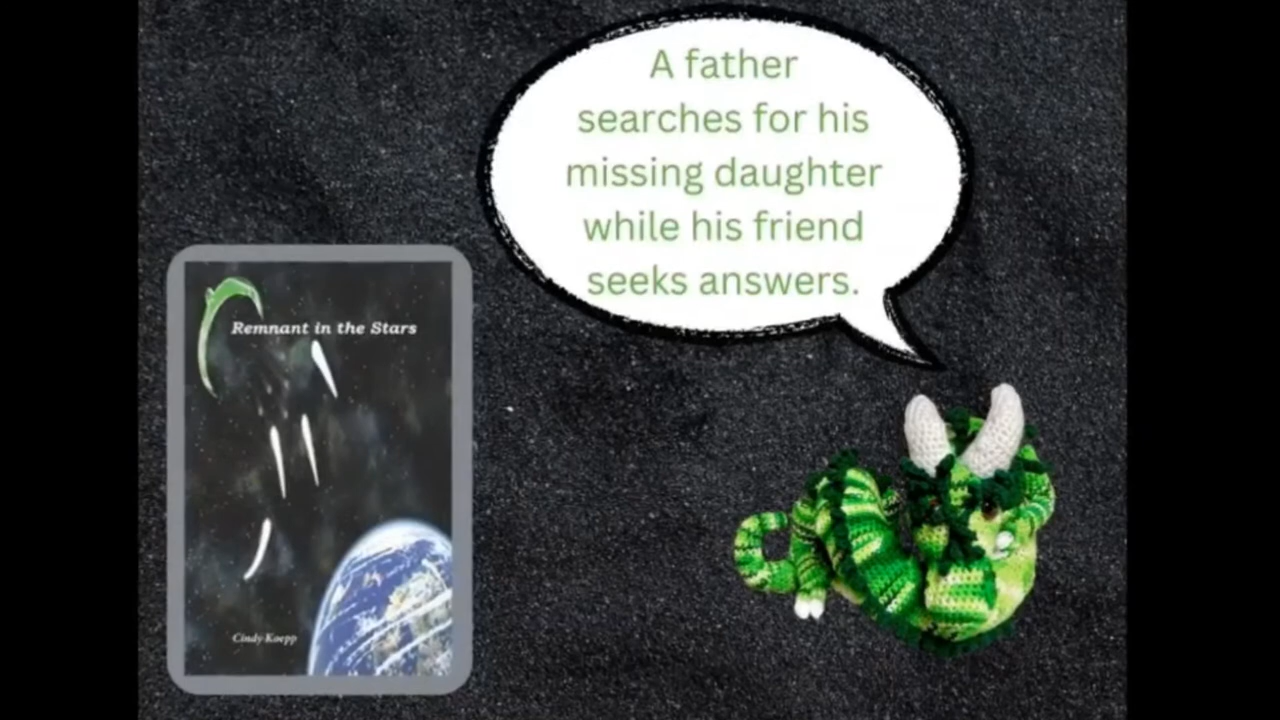 A father
searches for his
missing daughter
while his friend
seeks answers.
Remnant in the Stars
Cindy Koepp